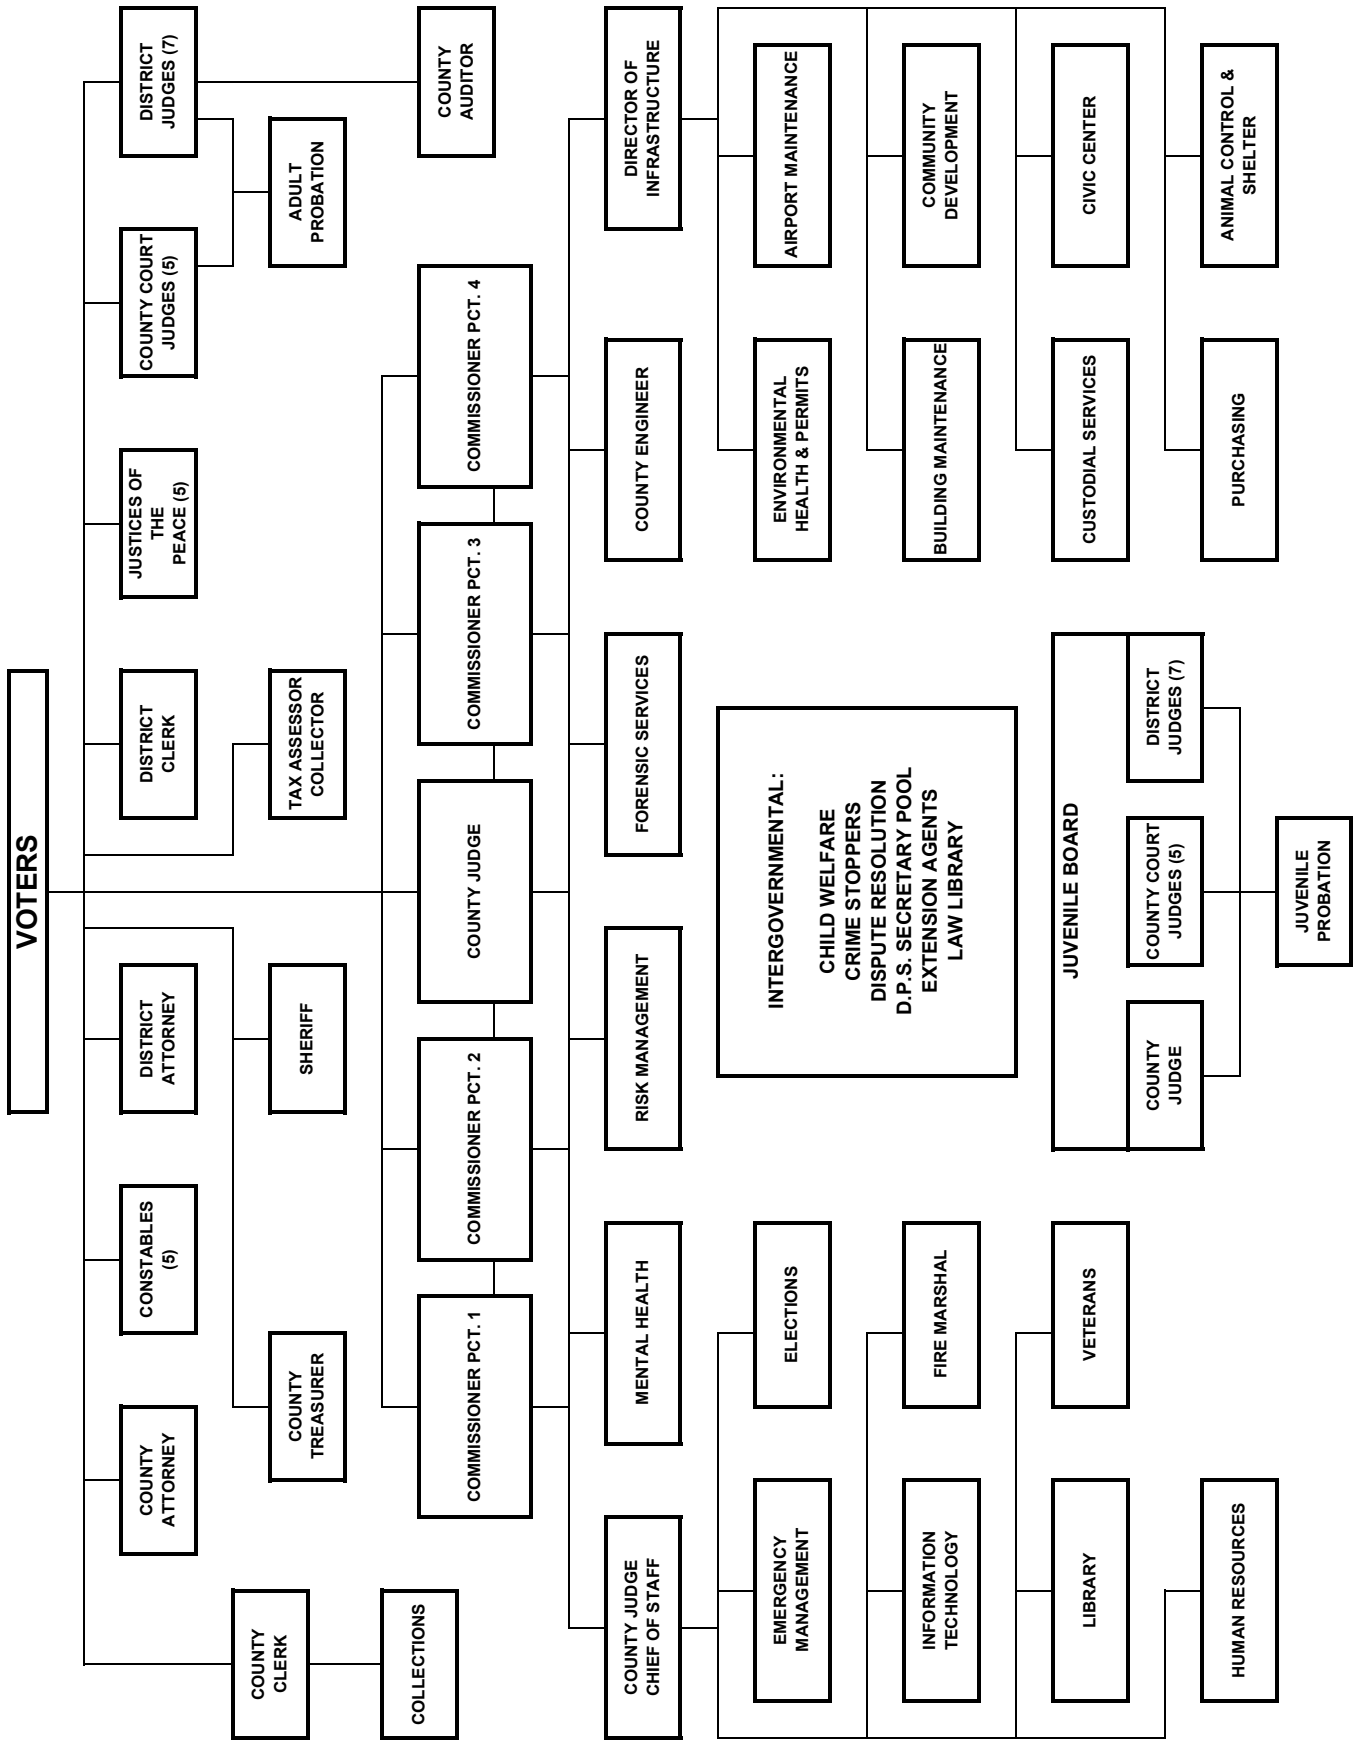 VOTERS
COUNTY
CLERK
COLLECTIONS
COUNTY
ATTORNEY
CONSTABLES
(5)
DISTRICT
ATTORNEY
DISTRICT
CLERK
JUSTICES OF
THE
PEACE (5)
COUNTY COURT
JUDGES (5)
DISTRICT
JUDGES (7)
COUNTY
TREASURER
SHERIFF
TAX ASSESSOR
COLLECTOR
ADULT
PROBATION
COUNTY
AUDITOR
COMMISSIONER PCT. 1
COMMISSIONER PCT. 2
COUNTY JUDGE
COMMISSIONER PCT. 3
COMMISSIONER PCT. 4
COUNTY JUDGE
CHIEF OF STAFF
MENTAL HEALTH
RISK MANAGEMENT
FORENSIC SERVICES
COUNTY ENGINEER
DIRECTOR OF
INFRASTRUCTURE
EMERGENCY
MANAGEMENT
ELECTIONS
INFORMATION
TECHNOLOGY
FIRE MARSHAL
LIBRARY
VETERANS
HUMAN RESOURCES
INTERGOVERNMENTAL:
CHILD WELFARE
CRIME STOPPERS
DISPUTE RESOLUTION
D.P.S. SECRETARY POOL
EXTENSION AGENTS
LAW LIBRARY
JUVENILE BOARD
COUNTY
JUDGE
COUNTY COURT
JUDGES (5)
DISTRICT
JUDGES (7)
JUVENILE
PROBATION
ENVIRONMENTAL
HEALTH & PERMITS
AIRPORT MAINTENANCE
BUILDING MAINTENANCE
COMMUNITY
DEVELOPMENT
CUSTODIAL SERVICES
CIVIC CENTER
PURCHASING
ANIMAL CONTROL &
SHELTER